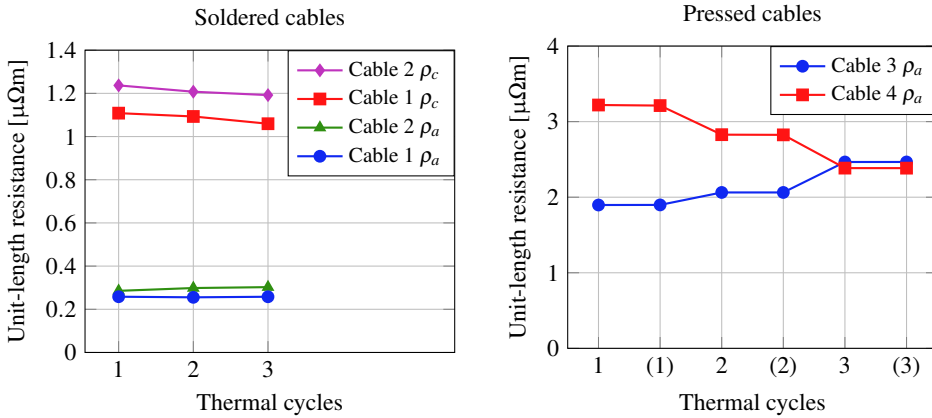 Soldered cables
Unit-length resistance [μΩm]
1.4
1.2
1
0.8
0.6
0.4
0.2
0
Cable 2 ρc
Cable 1 ρc
Cable 2 ρa
Cable 1 ρa
1 2 3
Thermal cycles
Pressed cables
Unit-length resistance [μΩm]
4
3
2
1
0
Cable 3 ρa
Cable 4 ρa
1 (1) 2 (2) 3 (3)
Thermal cycles